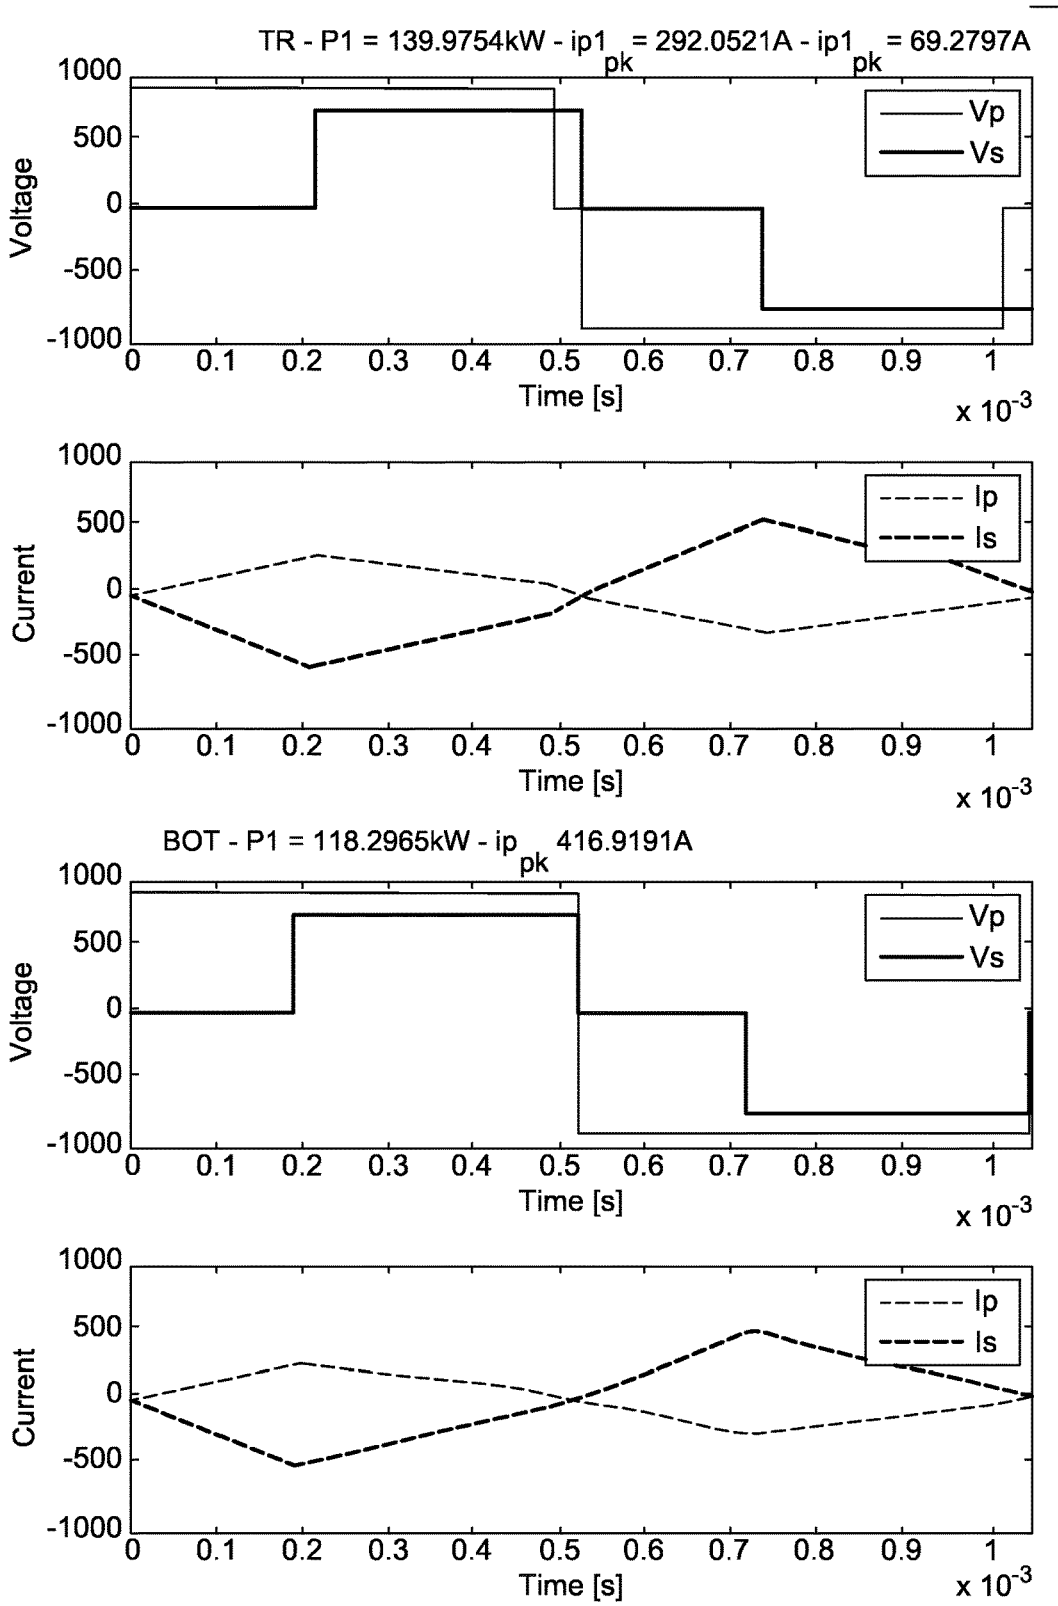 TR - P1 = 139.9754kW - ip1pk = 292.0521A - ip1pk = 69.2797A
1000
500
0
-500
-1000
Voltage
Vp
Vs
0 0.1 0.2 0.3 0.4 0.5 0.6 0.7 0.8 0.9 1
Time [s]
x 10-3
1000
500
0
-500
-1000
Current
Ip
Is
0 0.1 0.2 0.3 0.4 0.5 0.6 0.7 0.8 0.9 1
Time [s]
x 10-3
BOT - P1 = 118.2965kW - ippk 416.9191A
1000
500
0
-500
-1000
Voltage
Vp
Vs
0 0.1 0.2 0.3 0.4 0.5 0.6 0.7 0.8 0.9 1
Time [s]
x 10-3
1000
500
0
-500
-1000
Current
Ip
Is
0 0.1 0.2 0.3 0.4 0.5 0.6 0.7 0.8 0.9 1
Time [s]
x 10-3